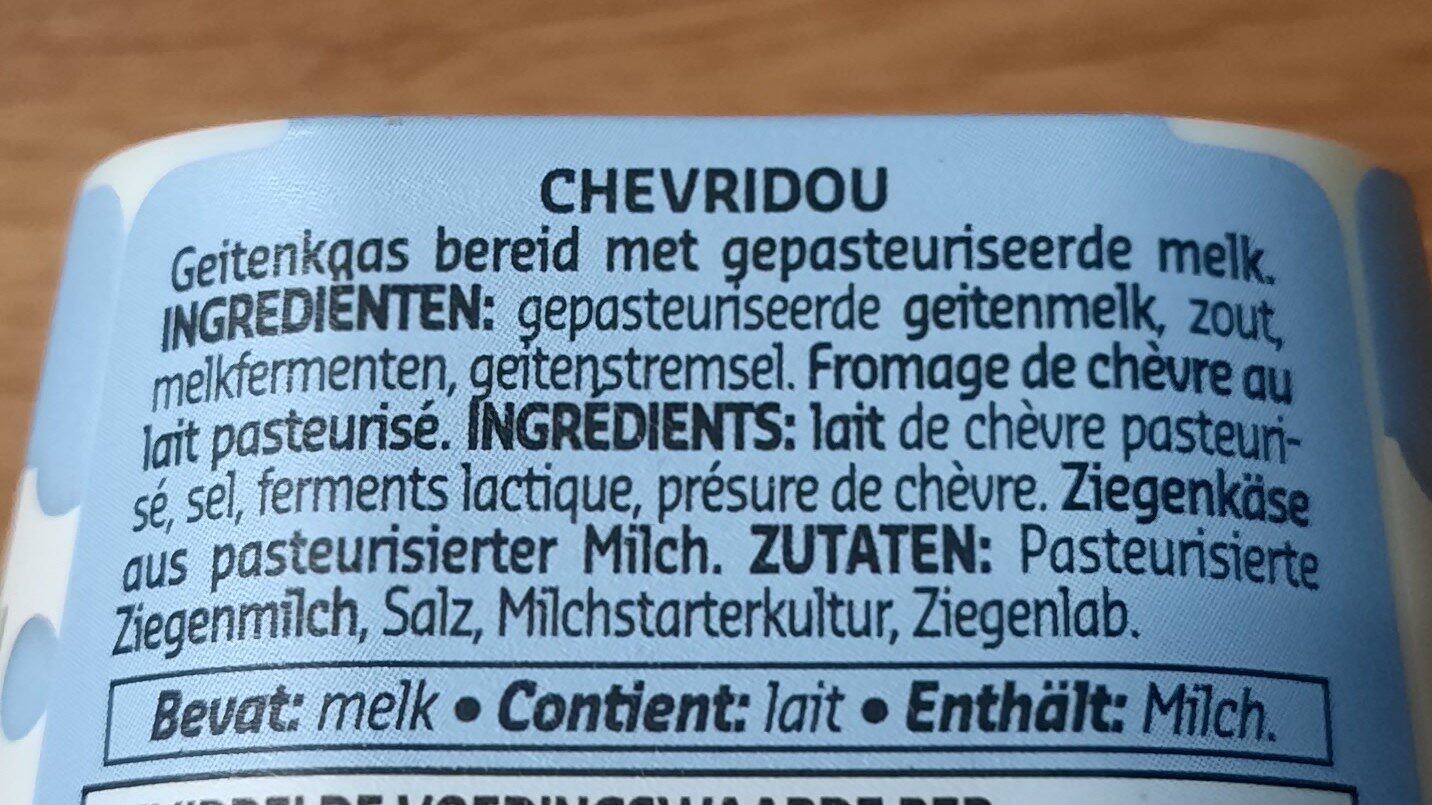 CHEVRIDOU
Geitenkaas bereid met gepasteuriseerde melk.
INGREDIËNTEN: gepasteuriseerde geitenmelk, zout,
melkfermenten, geitenstremsel. Fromage de chèvre au
lait pasteurisé. INGRÉDIENTS: lait de chèvre pasteuri-
sé, sel, ferments lactique, présure de chèvre. Ziegenkäse
aus pasteurisierter Milch. ZUTATEN: Pasteurisierte
Ziegenmilch, Salz, Milchstarterkultur, Ziegenlab.
Bevat: melk • Contient: lait • Enthält: Milch.